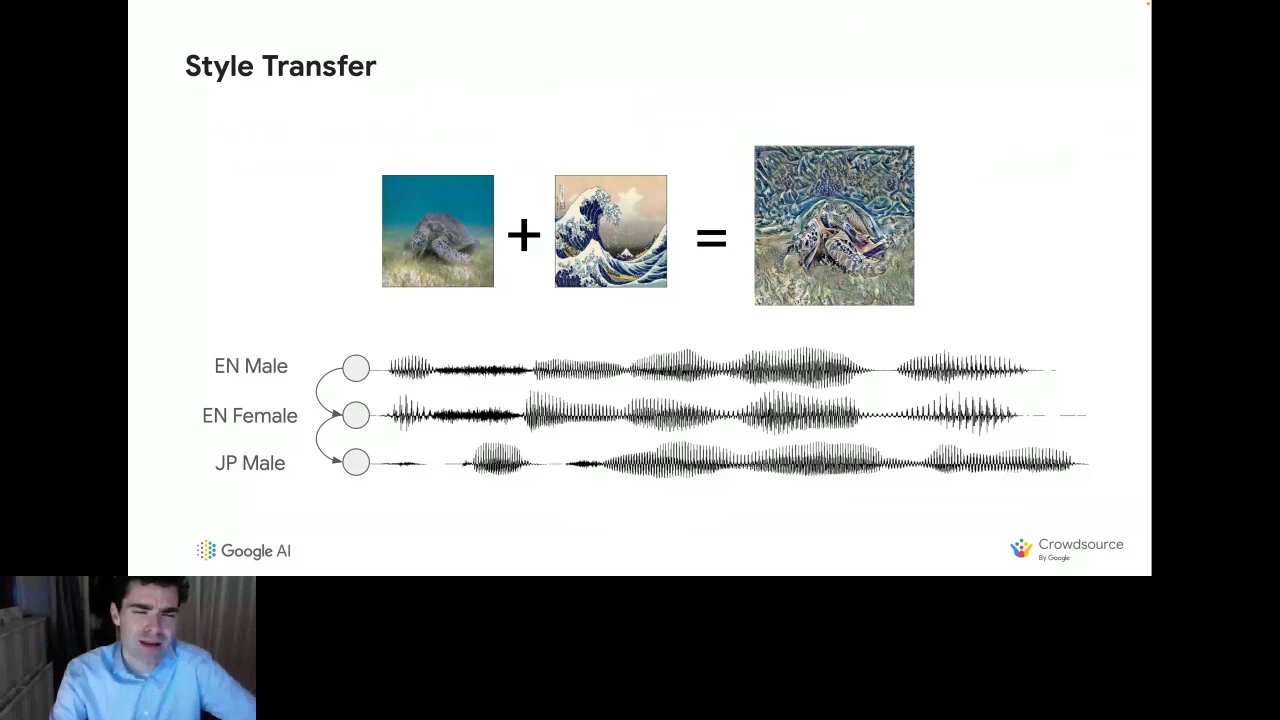 Style Transfer
+
=
EN Male
EN Female
JP Male
Google AI
Crowdsource
By Google